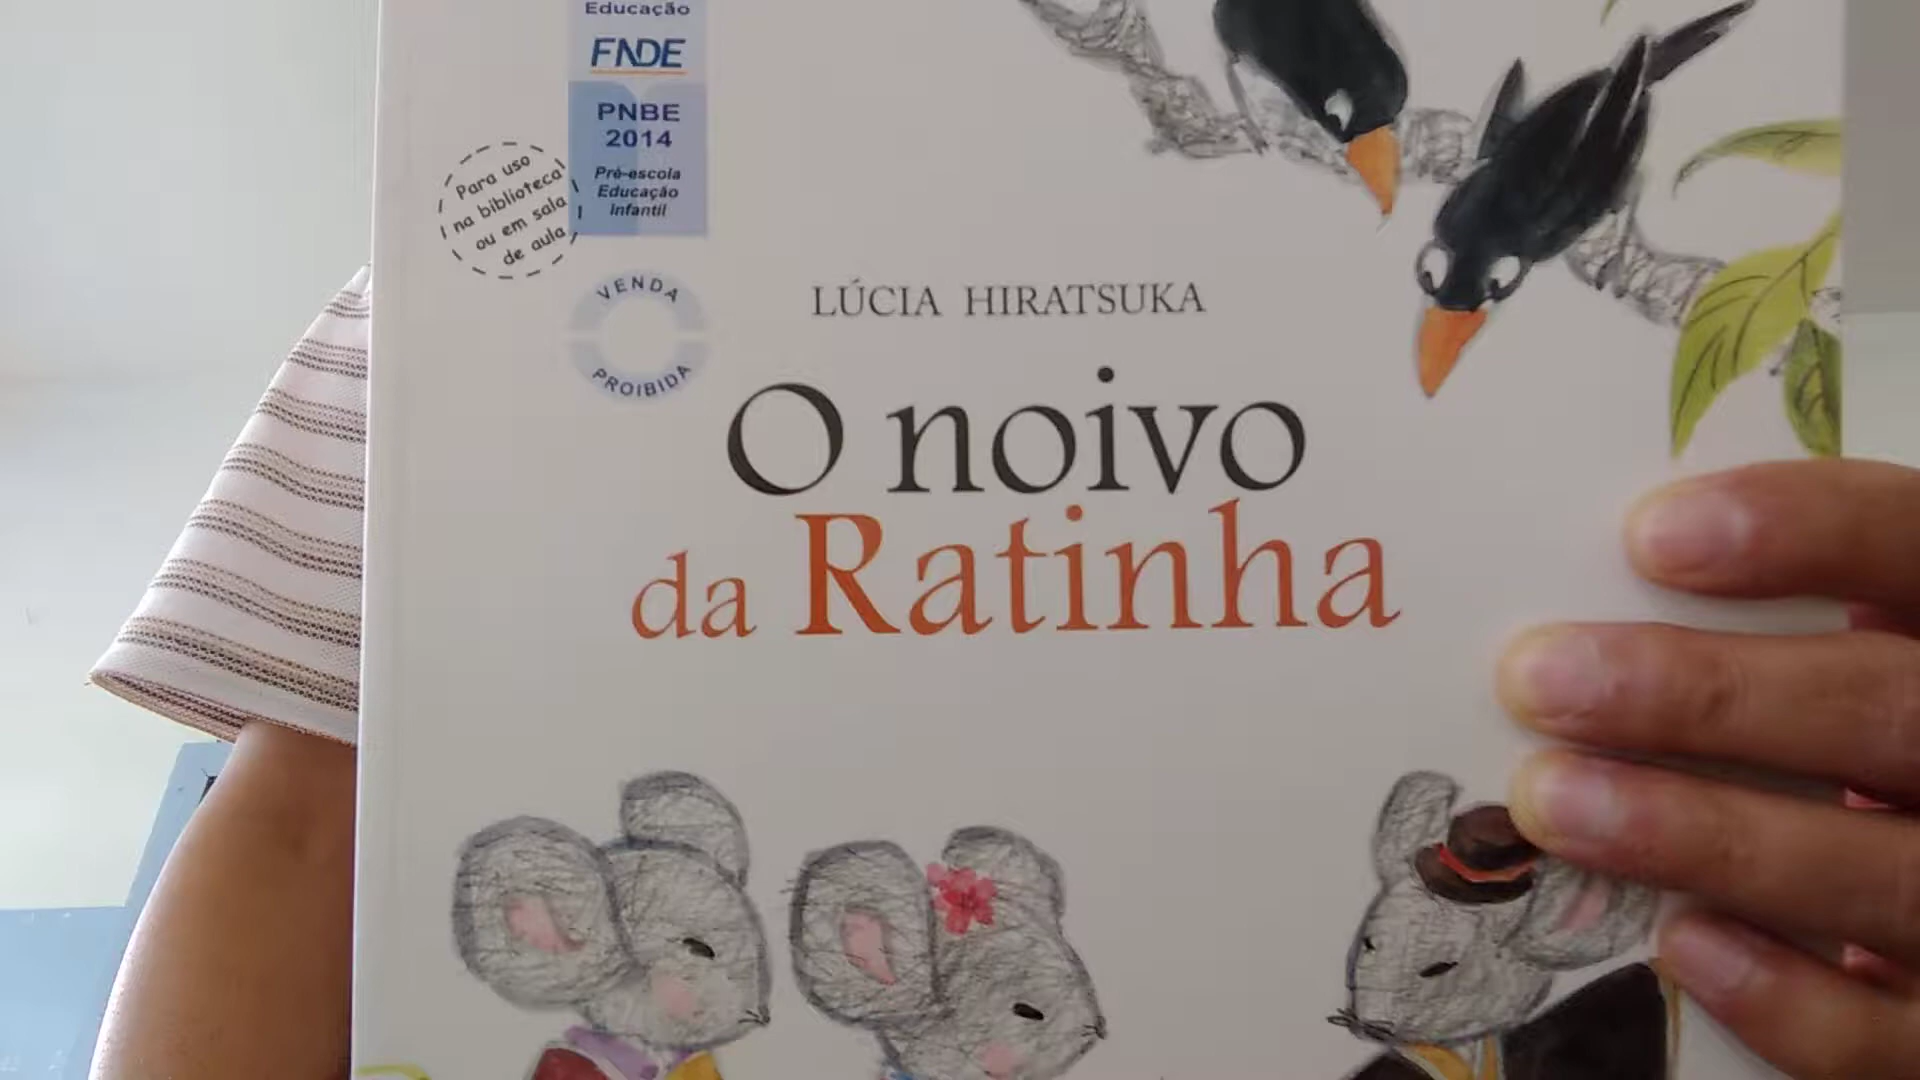 Educação
FNDE
PNBE
2014
Pré-escola
Educação
Infantil
Para uso
na biblioteca
ou em sala
de aula
VENDA
PROIBIDA
LÚCIA HIRATSUKA
O noivo
da Ratinha